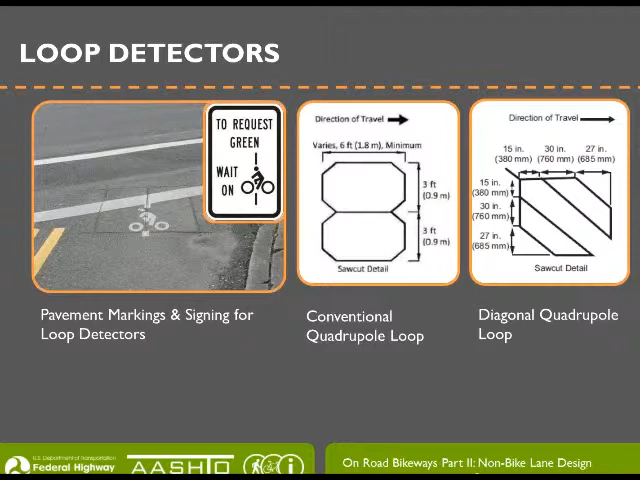 LOOP DETECTORS
TO REQUEST
GREEN
WAIT
ON
Pavement Markings & Signing for
Loop Detectors
Direction of Travel
Varies, 6 ft (1.8 m), Minimum
3 ft
(0.9 m)
3 ft
(0.9 m)
Sawcut Detail
Conventional
Quadrupole Loop
Direction of Travel
15 in.
(380 mm)
30 in.
(760 mm)
27 in.
(685 mm)
15 in.
(380 mm)
30 in.
(760 mm)
27 in.
(685 mm)
Sawcut Detail
Diagonal Quadrupole
Loop
U.S. Department of Transportation
Federal Highway
AASHTO
On Road Bikeways Part II: Non-Bike Lane Design